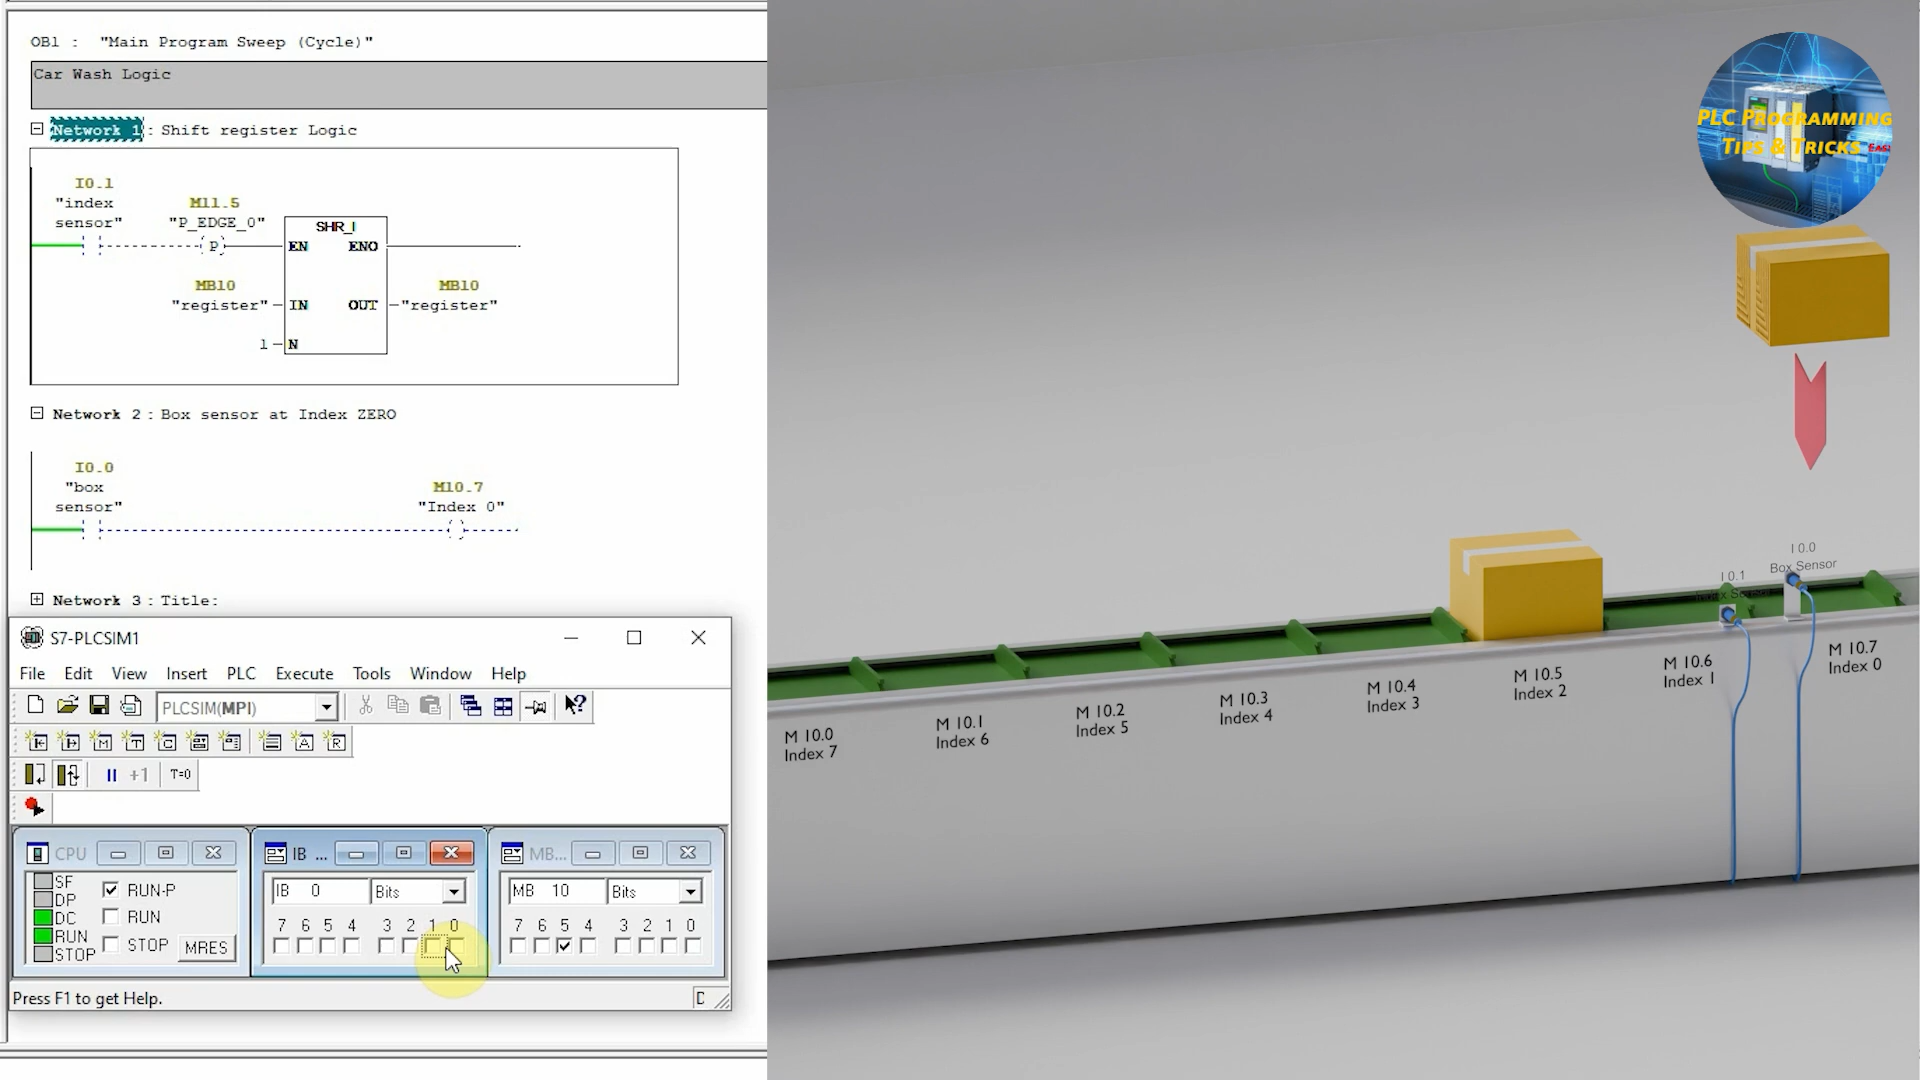 OB1 : "Main Program Sweep (Cycle)"
Car Wash Logic
Network 1: Shift register Logic
I0.1
"index
sensor"
M11.5
"P_EDGE_0"
P
SHR_I
EN ENO
MB10
"register"
IN OUT
MB10
"register"
1 N
Network 2: Box sensor at Index ZERO
I0.0
"box
sensor"
M10.7
"Index 0"
Network 3: Title:
S7-PLCSIM1
File Edit View Insert PLC Execute Tools Window Help
PLCSIM(MPI)
+1 T=0
CPU
SF
DP
DC
RUN
STOP
RUN-P
RUN
STOP
MRES
IB ...
IB 0 Bits
7 6 5 4 3 2 1 0
MB...
MB 10 Bits
7 6 5 4 3 2 1 0
Press F1 to get Help.
PLC Programming
Tips & Tricks Easi
I 0.0
Box Sensor
I 0.1
M 10.7
Index 0
M 10.6
Index 1
M 10.5
Index 2
M 10.4
Index 3
M 10.3
Index 4
M 10.2
Index 5
M 10.1
Index 6
M 10.0
Index 7